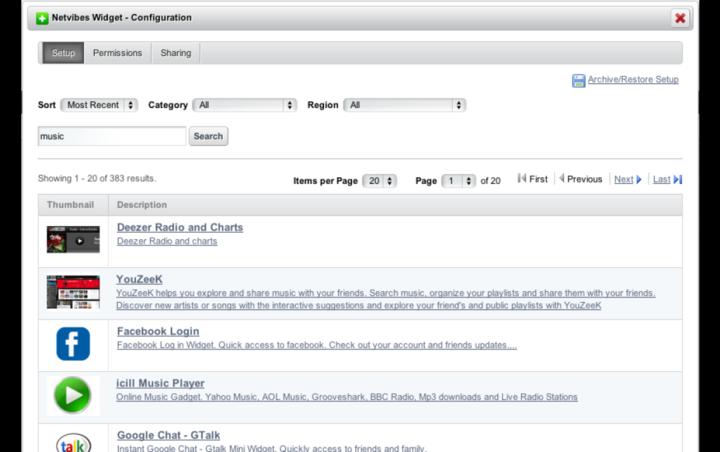 Netvibes Widget - Configuration
Setup Permissions Sharing
Archive/Restore Setup
Sort Most Recent Category All Region All
music Search
Showing 1 - 20 of 383 results. Items per Page 20 Page 1 of 20 First Previous Next Last
Thumbnail Description
Deezer Radio and Charts
Deezer Radio and charts
YouZeeK
YouZeeK helps you explore and share music with your friends. Search music, organize your playlists and share them with your friends.
Discover new artists or songs with the interactive suggestions and explore your friend's and public playlists with YouZeeK
Facebook Login
Facebook Log in Widget. Quick access to facebook. Check out your account and friends updates....
icill Music Player
Online Music Gadget. Yahoo Music, AOL Music, Grooveshark, BBC Radio, Mp3 downloads and Live Radio Stations
Google Chat - GTalk
talk
Instant Google Chat - Gtalk Mini Widget. Quickly access to friends and family.